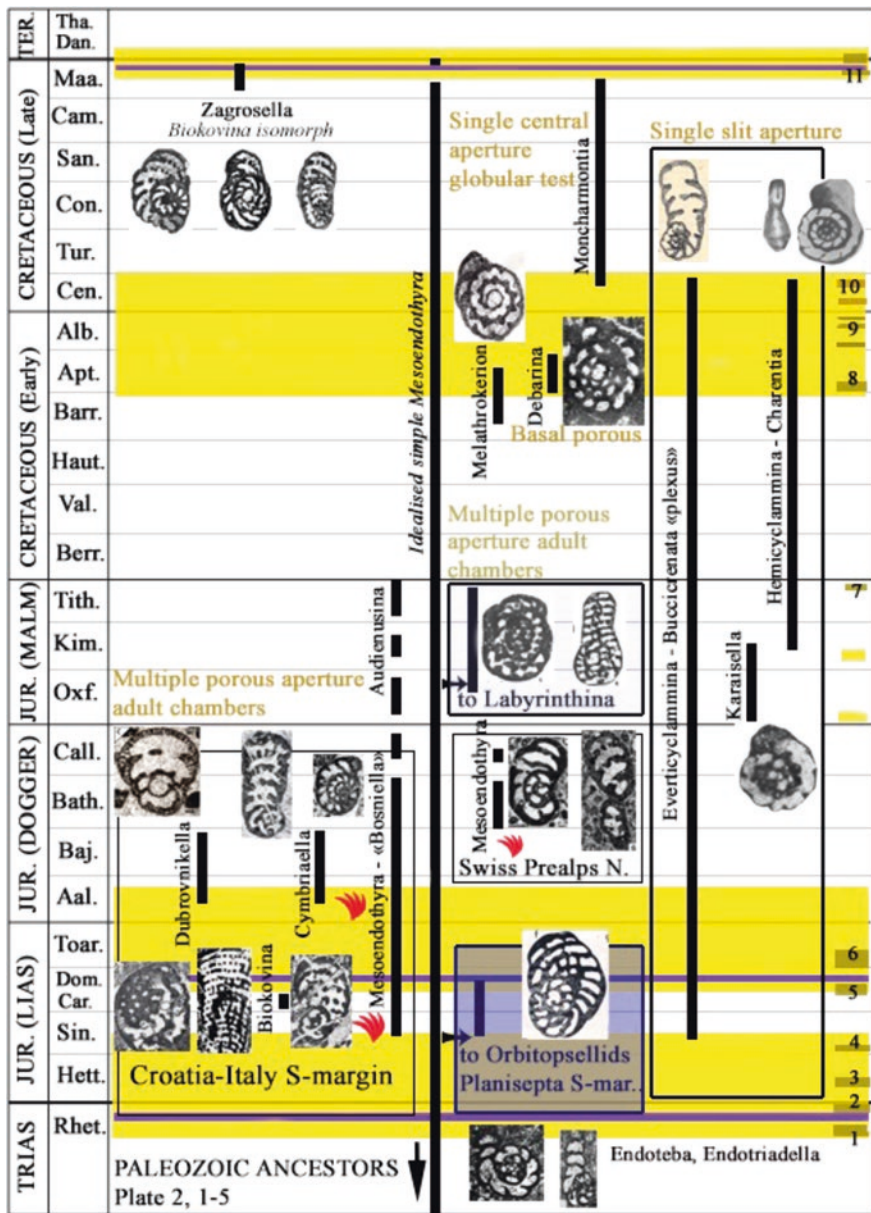 TER.
CRETACEOUS (Late)
CRETACEOUS (Early)
JUR. (MALM)
JUR. (DOGGER)
JUR. (LIAS)
TRIAS
Tha.
Dan.
Maa.
Cam.
San.
Con.
Tur.
Cen.
Alb.
Apt.
Barr.
Haut.
Val.
Berr.
Tith.
Kim.
Oxf.
Call.
Bath.
Baj.
Aal.
Toar.
Dom.
Car.
Sin.
Hett.
Rhet.
Zagrosella
Biokovina isomorph
Single central
aperture
globular test
Moncharmontia
Single slit aperture
Idealised simple Mesoendothyra
Melathrokerion
Debarina
Basal porous
Multiple porous
aperture adult
chambers
Everticyclammina - Buccicrenata «plexus»
Hemicyclammina - Charentia
Karaisella
Audienusina
to Labyrinthina
Multiple porous aperture
adult chambers
Dubrovnikella
Cymbriaella
Mesoendothyra - «Bosniella»
Biokovina
Croatia-Italy S-margin
Mesoendothyra
Swiss Prealps N.
to Orbitopsellids
Planisepta S-mar..
PALEOZOIC ANCESTORS
Plate 2, 1-5
Endoteba, Endotriadella
11
10
9
8
7
6
5
4
3
2
1